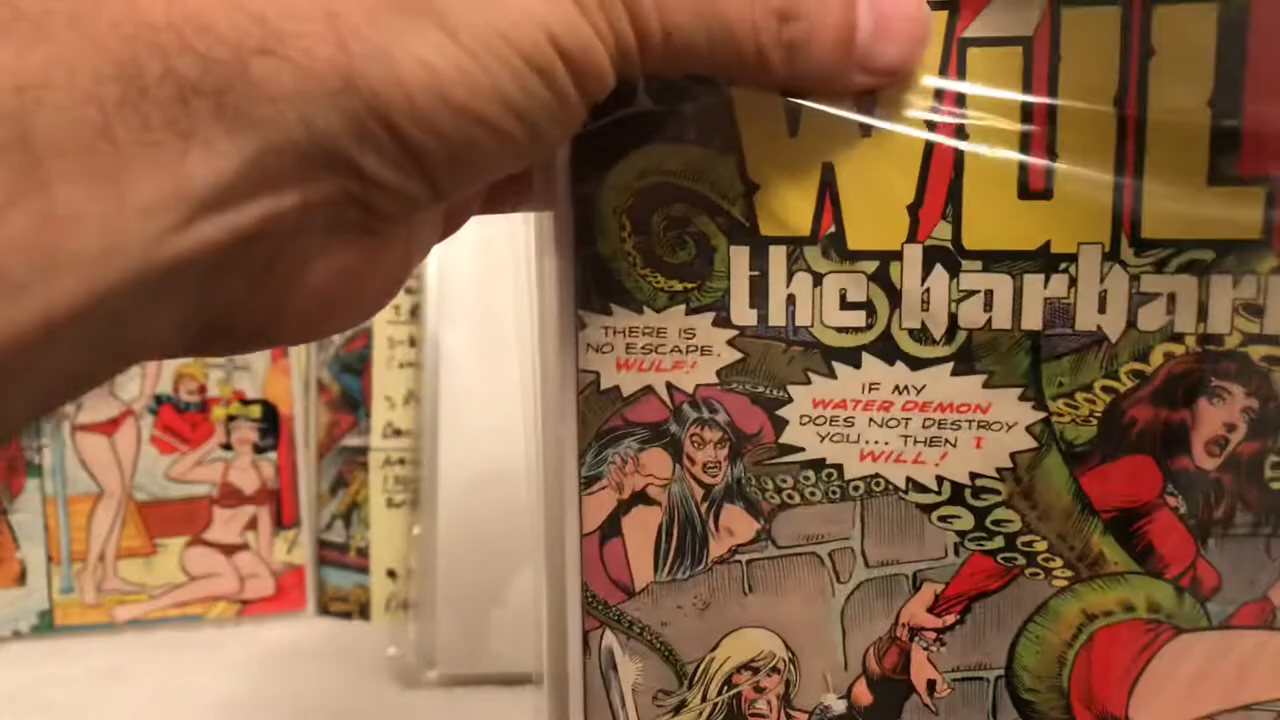 WUL
the barbar
THERE IS
NO ESCAPE,
WULF!
IF MY
WATER DEMON
DOES NOT DESTROY
YOU... THEN I
WILL!